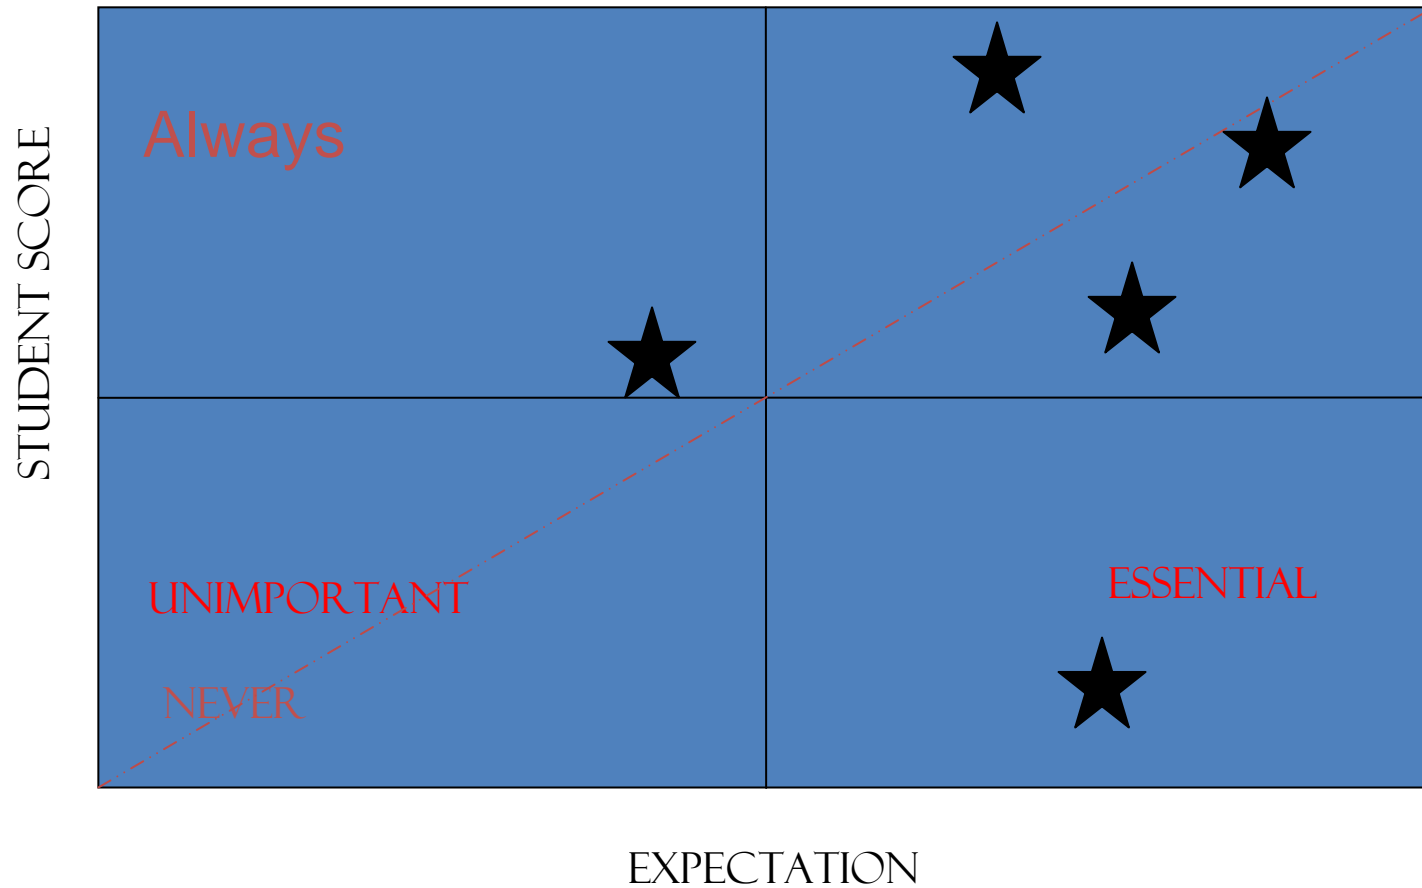 Always
STUDENT SCORE
UNIMPORTANT
ESSENTIAL
NEVER
EXPECTATION